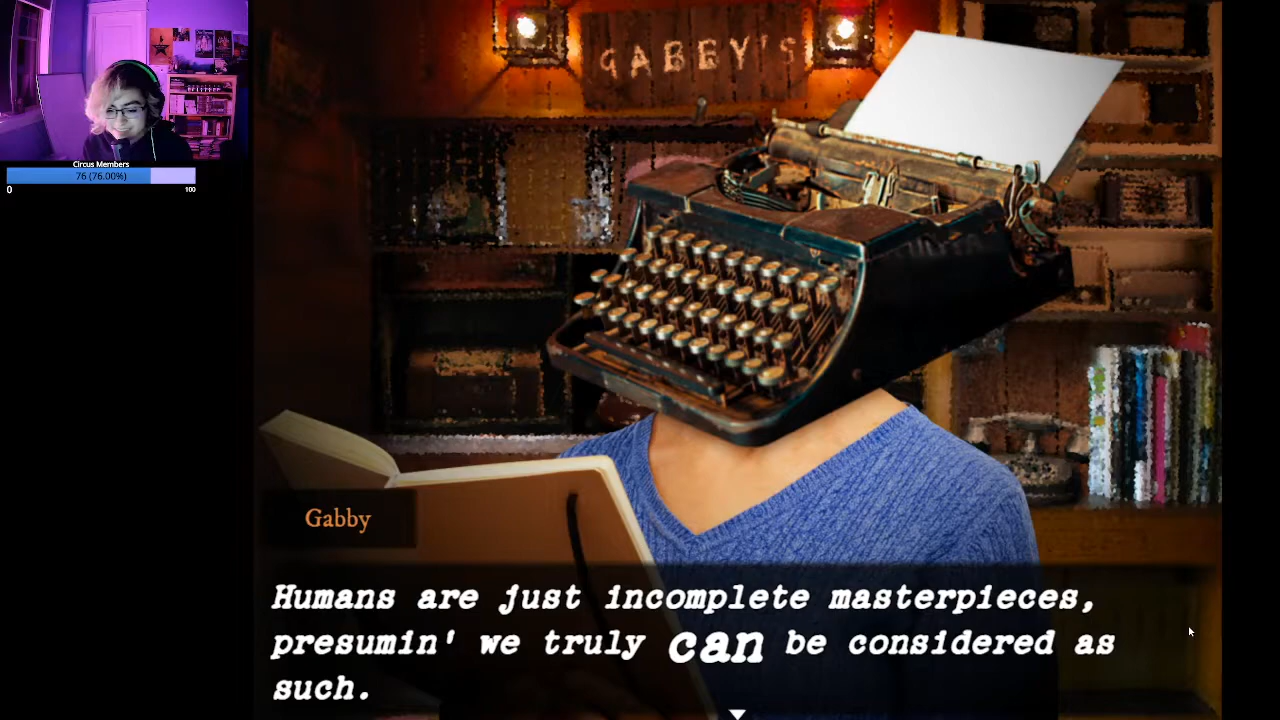 GABBY'S
Circus Members
76 (76.00%)
0
100
Gabby
Humans are just incomplete masterpieces,
presumin' we truly can be considered as
such.